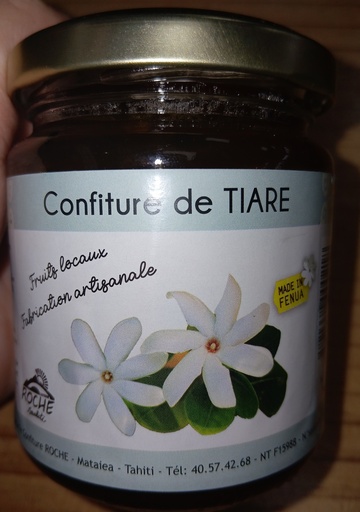 Confiture de TIARE
Fruits locaux
Fabrication artisanale
MADE IN
FENUA
ROCHE
Confiture ROCHE - Mataiea - Tahiti - Tél: 40.57.42.68 - NT F15988 - N